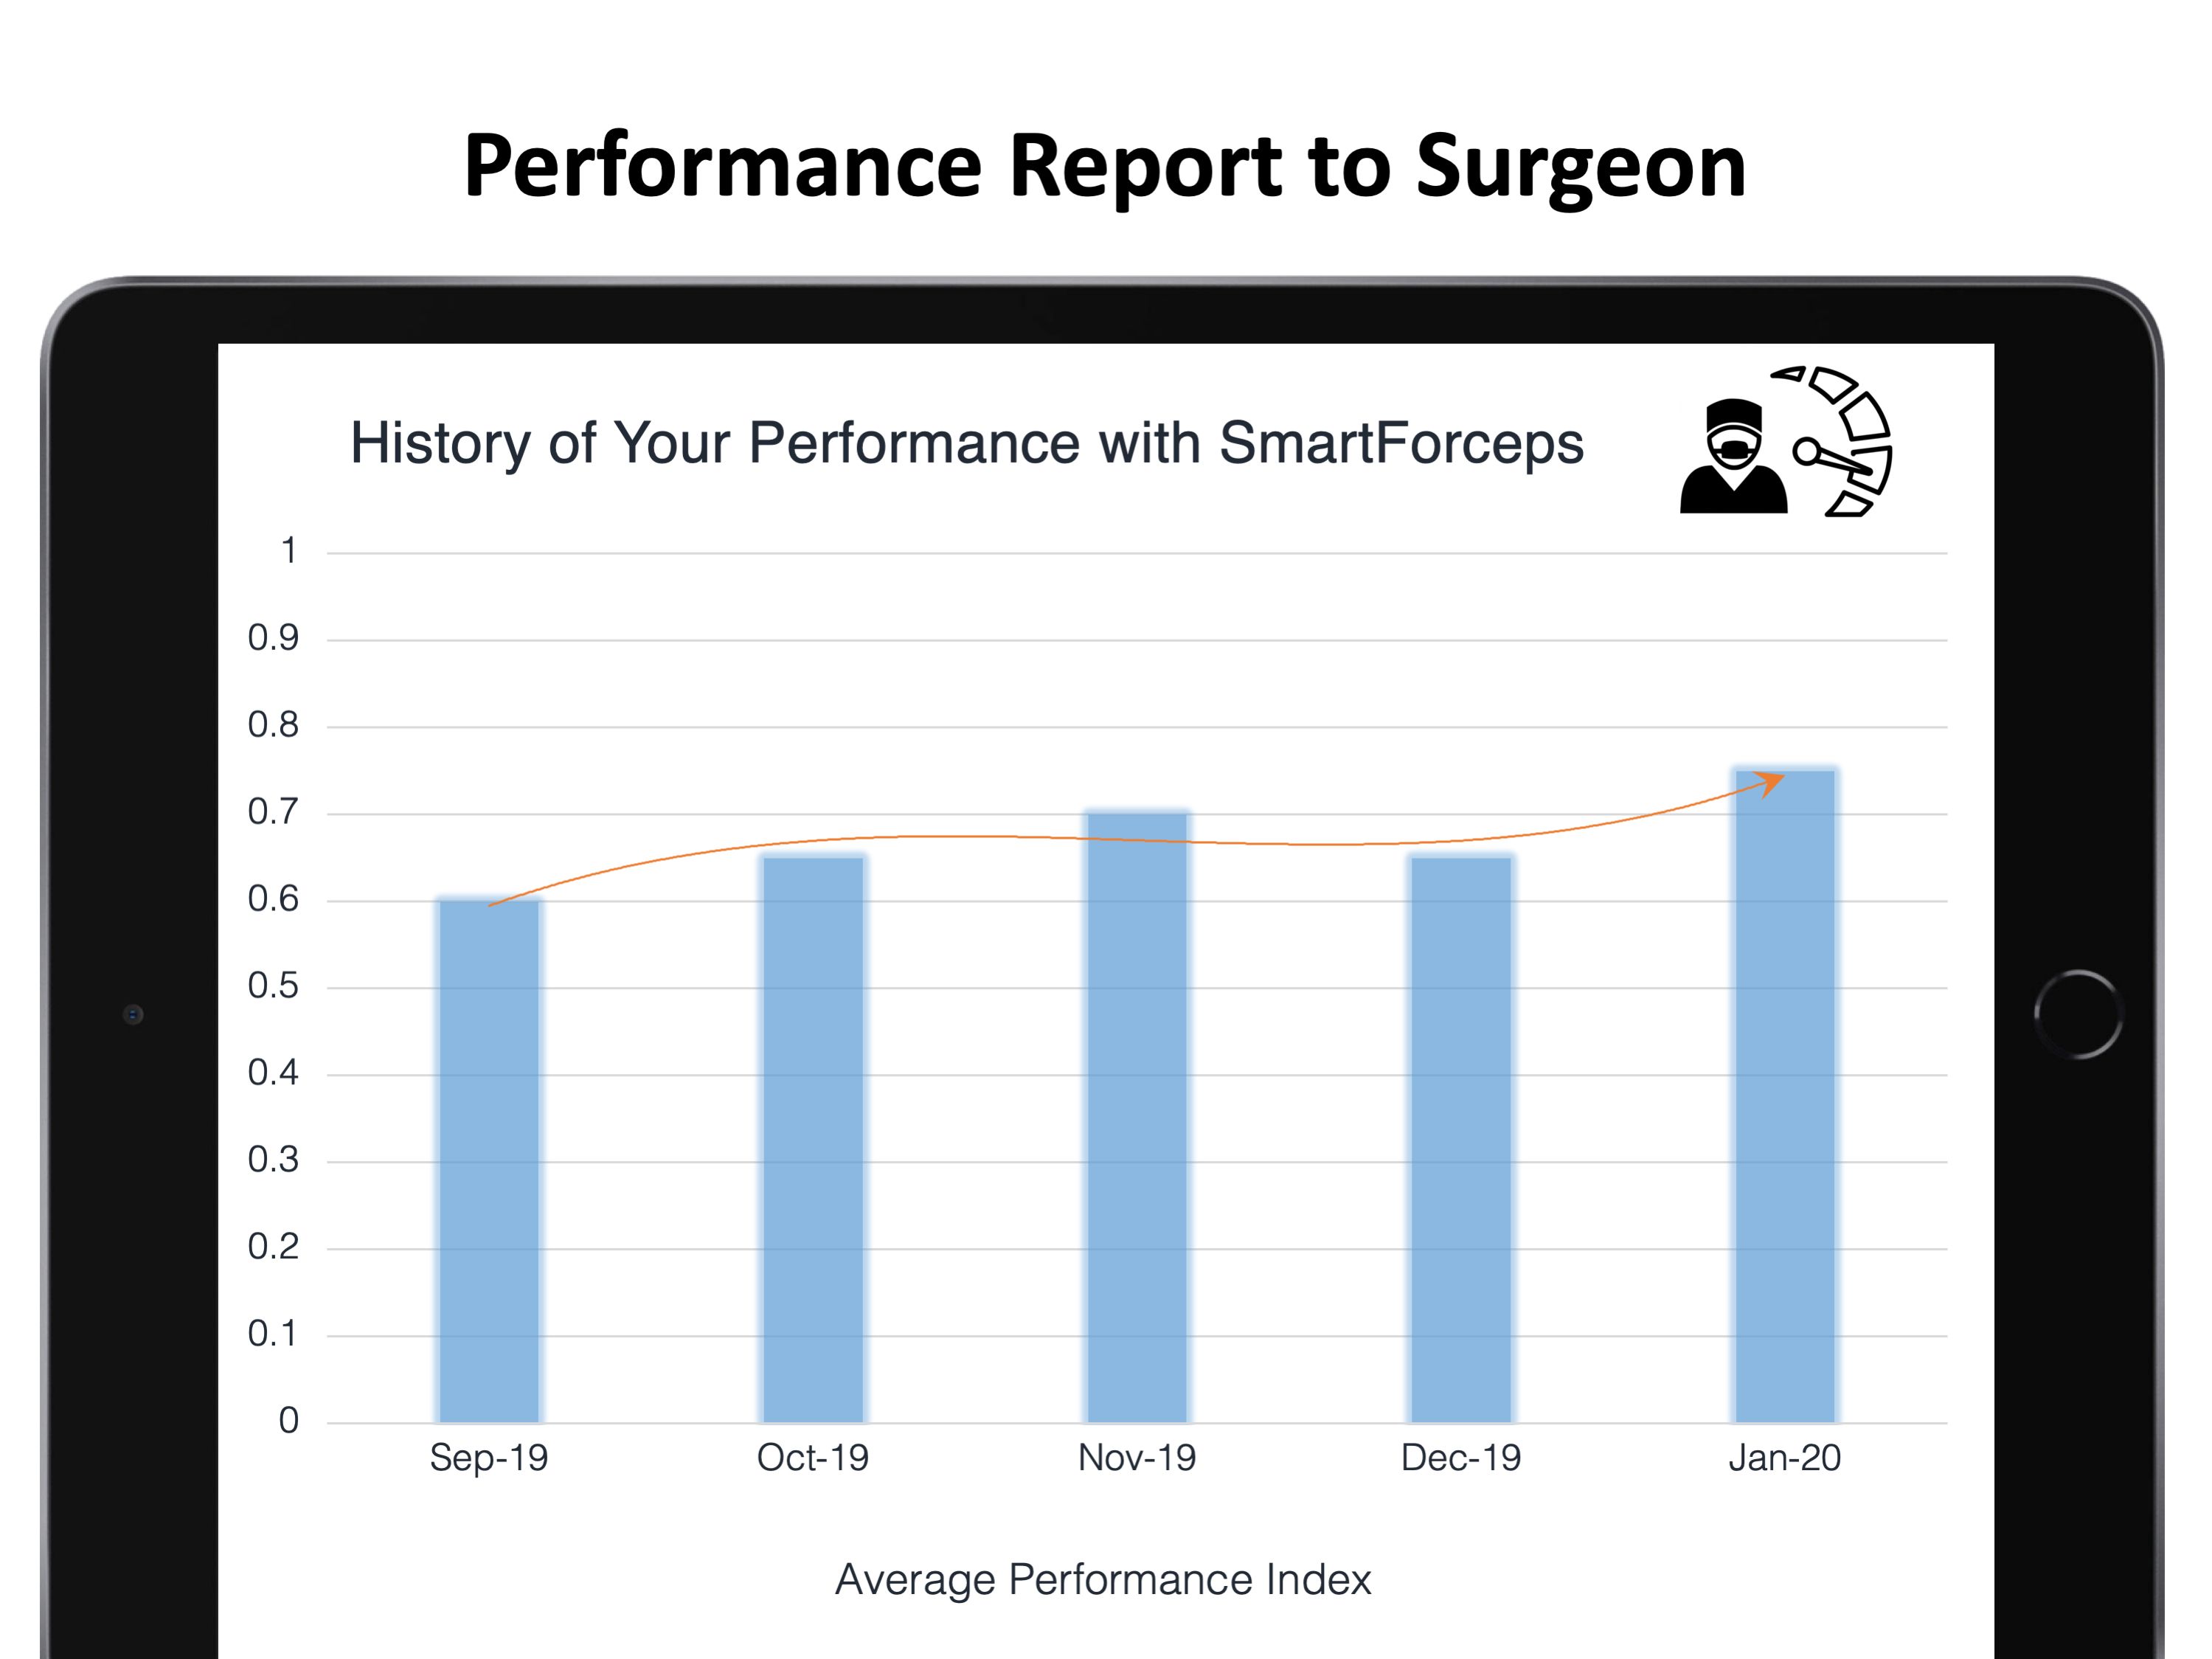 Performance Report to Surgeon
History of Your Performance with SmartForceps
1
0.9
0.8
0.7
0.6
0.5
0.4
0.3
0.2
0.1
0
Sep-19 Oct-19 Nov-19 Dec-19 Jan-20
Average Performance Index